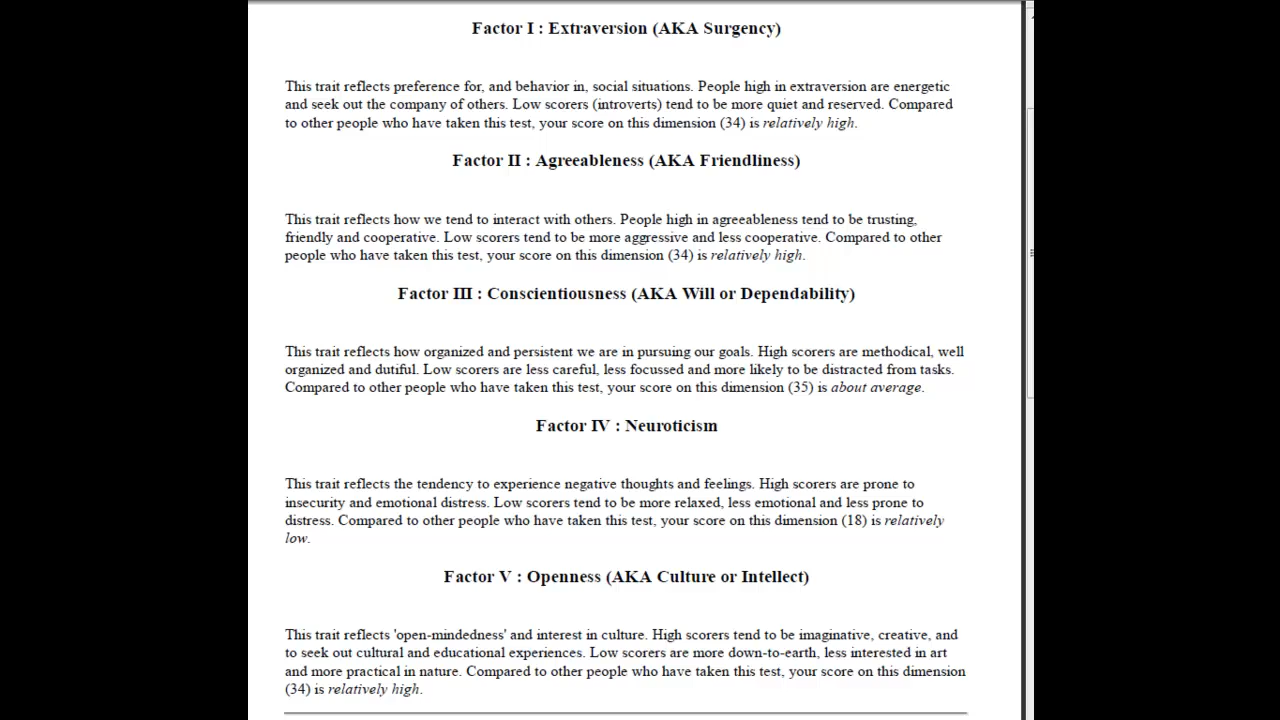 Factor I : Extraversion (AKA Surgency)
This trait reflects preference for, and behavior in, social situations. People high in extraversion are energetic
and seek out the company of others. Low scorers (introverts) tend to be more quiet and reserved. Compared
to other people who have taken this test, your score on this dimension (34) is relatively high.
Factor II : Agreeableness (AKA Friendliness)
This trait reflects how we tend to interact with others. People high in agreeableness tend to be trusting,
friendly and cooperative. Low scorers tend to be more aggressive and less cooperative. Compared to other
people who have taken this test, your score on this dimension (34) is relatively high.
Factor III : Conscientiousness (AKA Will or Dependability)
This trait reflects how organized and persistent we are in pursuing our goals. High scorers are methodical, well
organized and dutiful. Low scorers are less careful, less focussed and more likely to be distracted from tasks.
Compared to other people who have taken this test, your score on this dimension (35) is about average.
Factor IV : Neuroticism
This trait reflects the tendency to experience negative thoughts and feelings. High scorers are prone to
insecurity and emotional distress. Low scorers tend to be more relaxed, less emotional and less prone to
distress. Compared to other people who have taken this test, your score on this dimension (18) is relatively
low.
Factor V : Openness (AKA Culture or Intellect)
This trait reflects 'open-mindedness' and interest in culture. High scorers tend to be imaginative, creative, and
to seek out cultural and educational experiences. Low scorers are more down-to-earth, less interested in art
and more practical in nature. Compared to other people who have taken this test, your score on this dimension
(34) is relatively high.